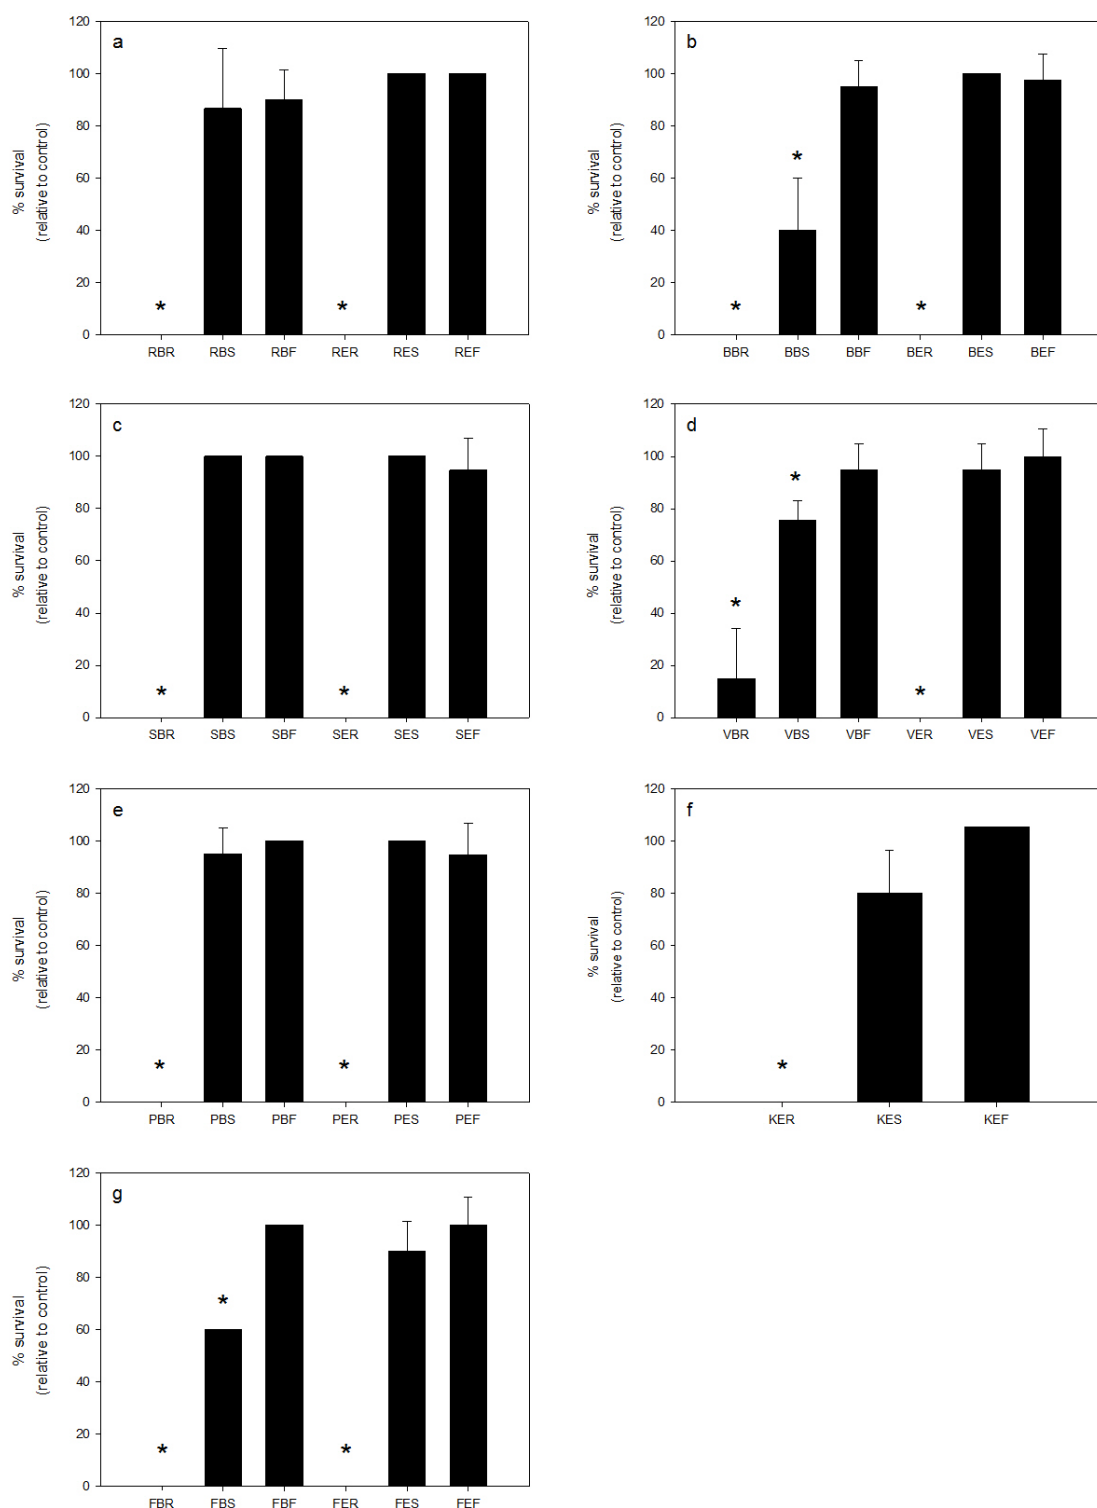 a
120
100
80
60
40
20
0
% survival
(relative to control)
* *
RBR RBS RBF RER RES REF
b
120
100
80
60
40
20
0
% survival
(relative to control)
* * *
BBR BBS BBF BER BES BEF
c
120
100
80
60
40
20
0
% survival
(relative to control)
* *
SBR SBS SBF SER SES SEF
d
120
100
80
60
40
20
0
% survival
(relative to control)
* * *
VBR VBS VBF VER VES VEF
e
120
100
80
60
40
20
0
% survival
(relative to control)
* *
PBR PBS PBF PER PES PEF
f
120
100
80
60
40
20
0
% survival
(relative to control)
*
KER KES KEF
g
120
100
80
60
40
20
0
% survival
(relative to control)
* * *
FBR FBS FBF FER FES FEF